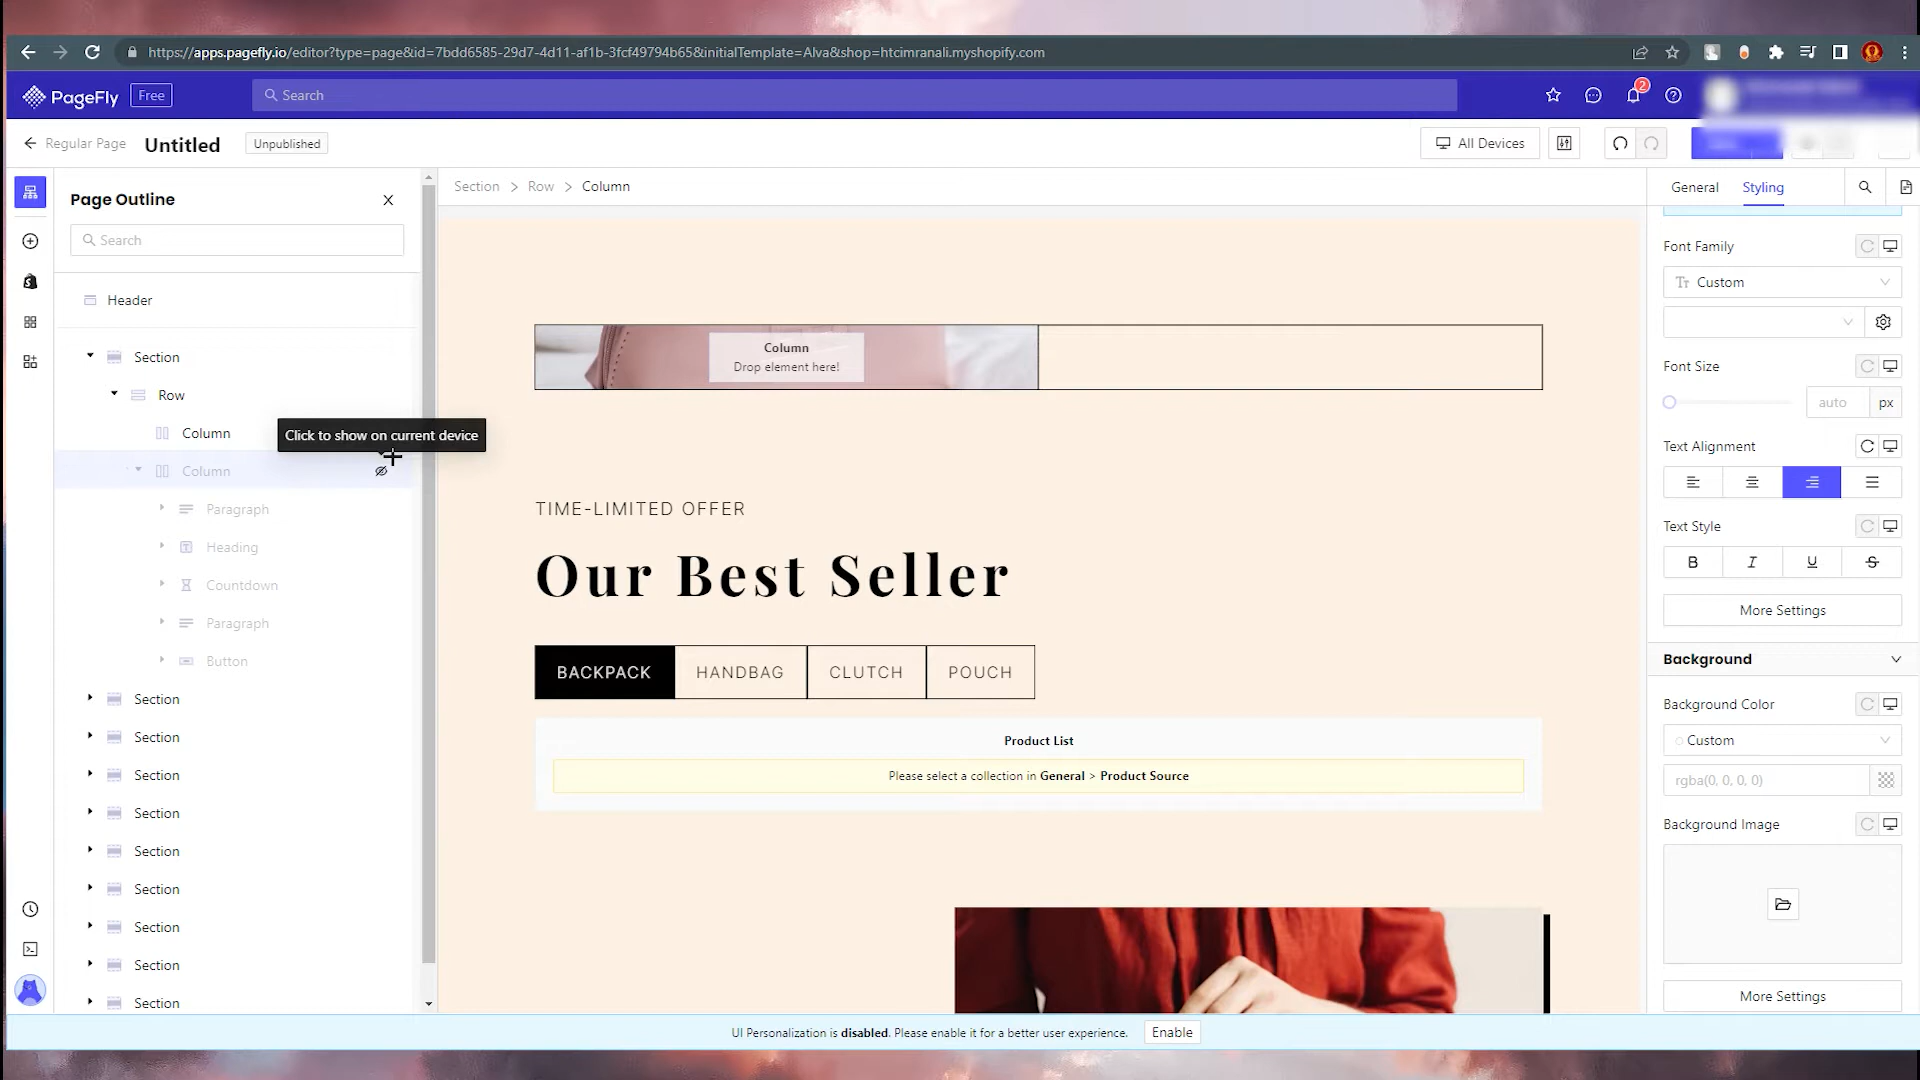 https://apps.pagefly.io/editor?type=page&id=7bdd6585-29d7-4d11-af1b-3fcf49794b65&initialTemplate=Alva&shop=htcimranali.myshopify.com
PageFly
Free
Search
2
Regular Page
Untitled
Unpublished
All Devices
Page Outline
Search
Header
Section
Row
Column
Column
Paragraph
Heading
Countdown
Paragraph
Button
Section
Section
Section
Section
Section
Section
Section
Section
Section
Click to show on current device
Section > Row > Column
Column
Drop element here!
TIME-LIMITED OFFER
Our Best Seller
BACKPACK
HANDBAG
CLUTCH
POUCH
Product List
Please select a collection in General > Product Source
General
Styling
Font Family
Custom
Font Size
auto
px
Text Alignment
Text Style
B
I
U
S
More Settings
Background
Background Color
Custom
rgba(0, 0, 0, 0)
Background Image
More Settings
UI Personalization is disabled. Please enable it for a better user experience.
Enable